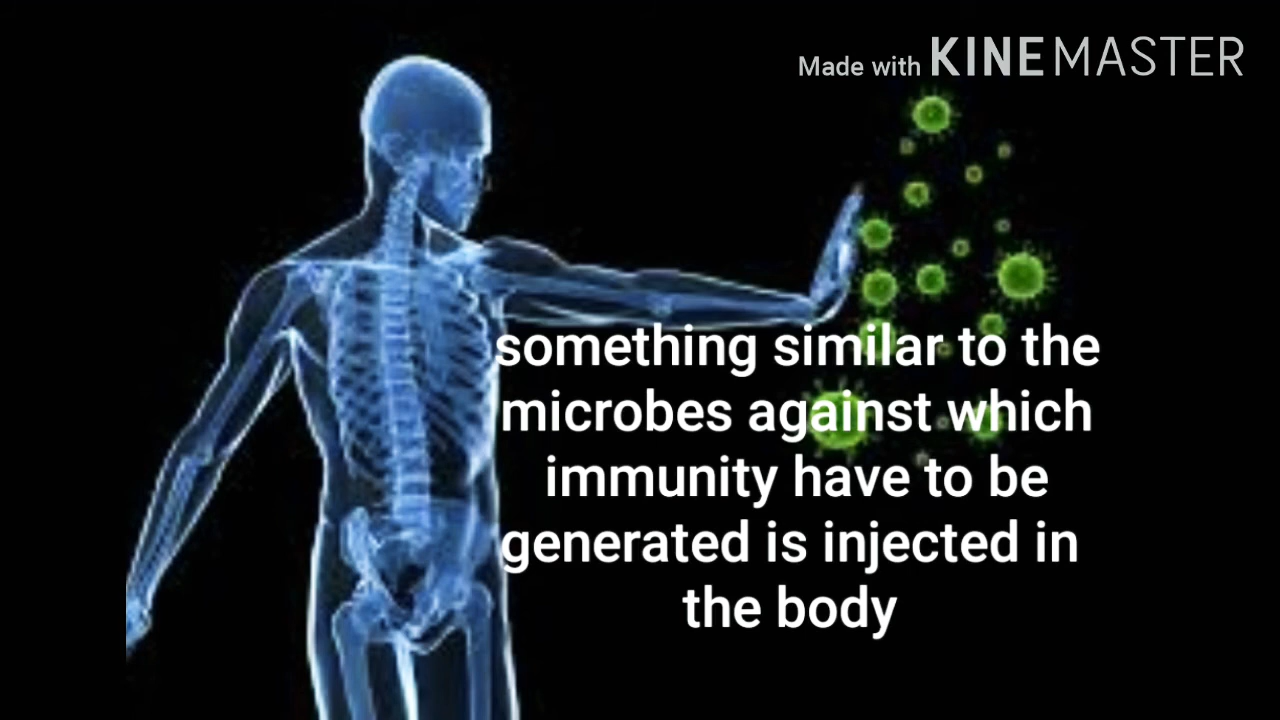 Made with KINEMASTER
something similar to the
microbes against which
immunity have to be
generated is injected in
the body